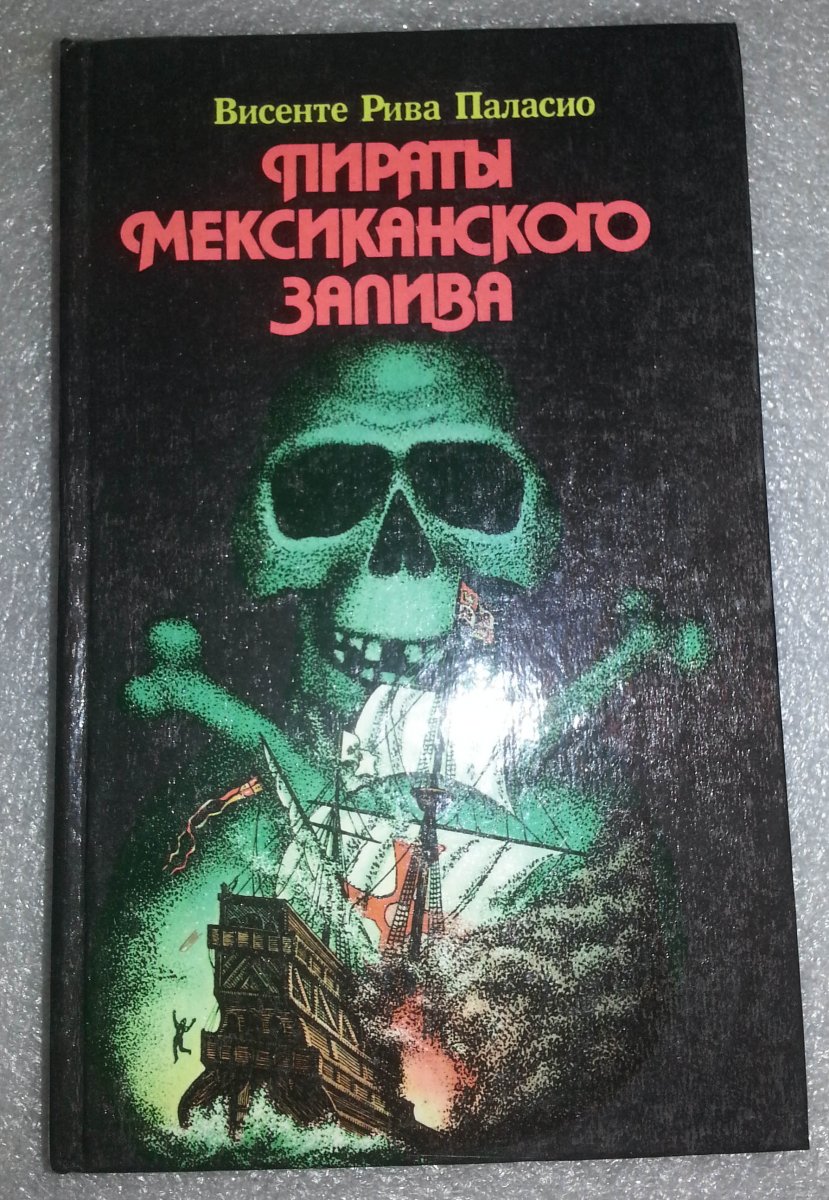 Висенте Рива Паласио
ПИРАТЫ
МЕКСИКАНСКОГО
ЗАЛИВА